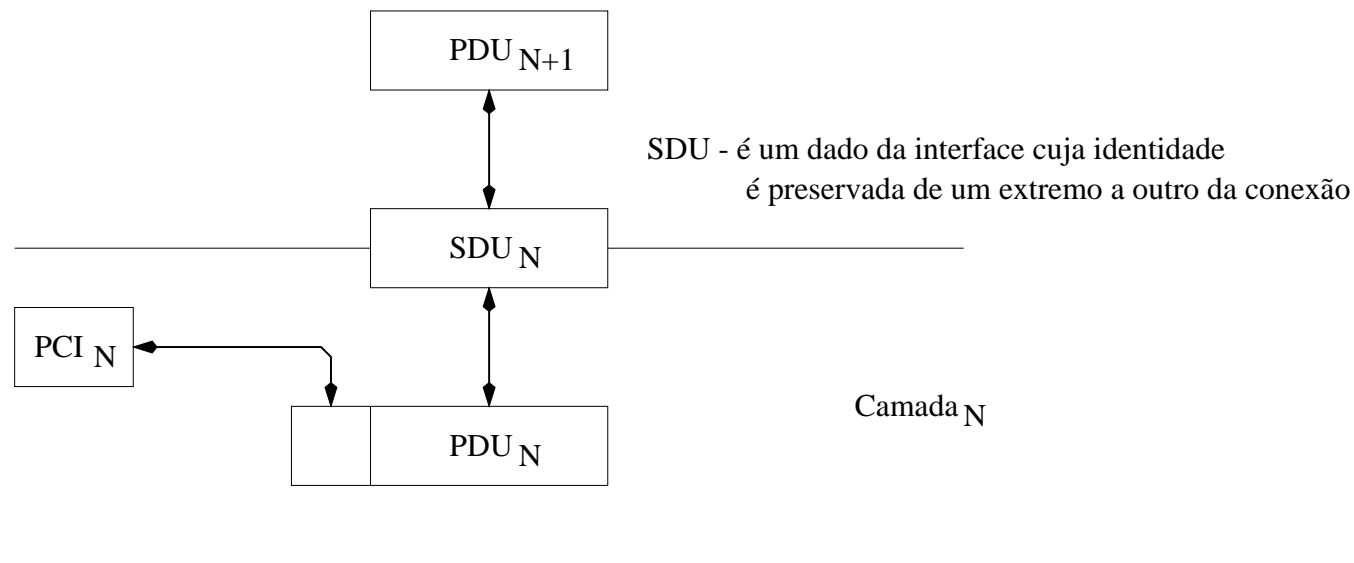 PDU N+1
SDU - é um dado da interface cuja identidade
é preservada de um extremo a outro da conexão
SDU N
PCI N
Camada N
PDU N